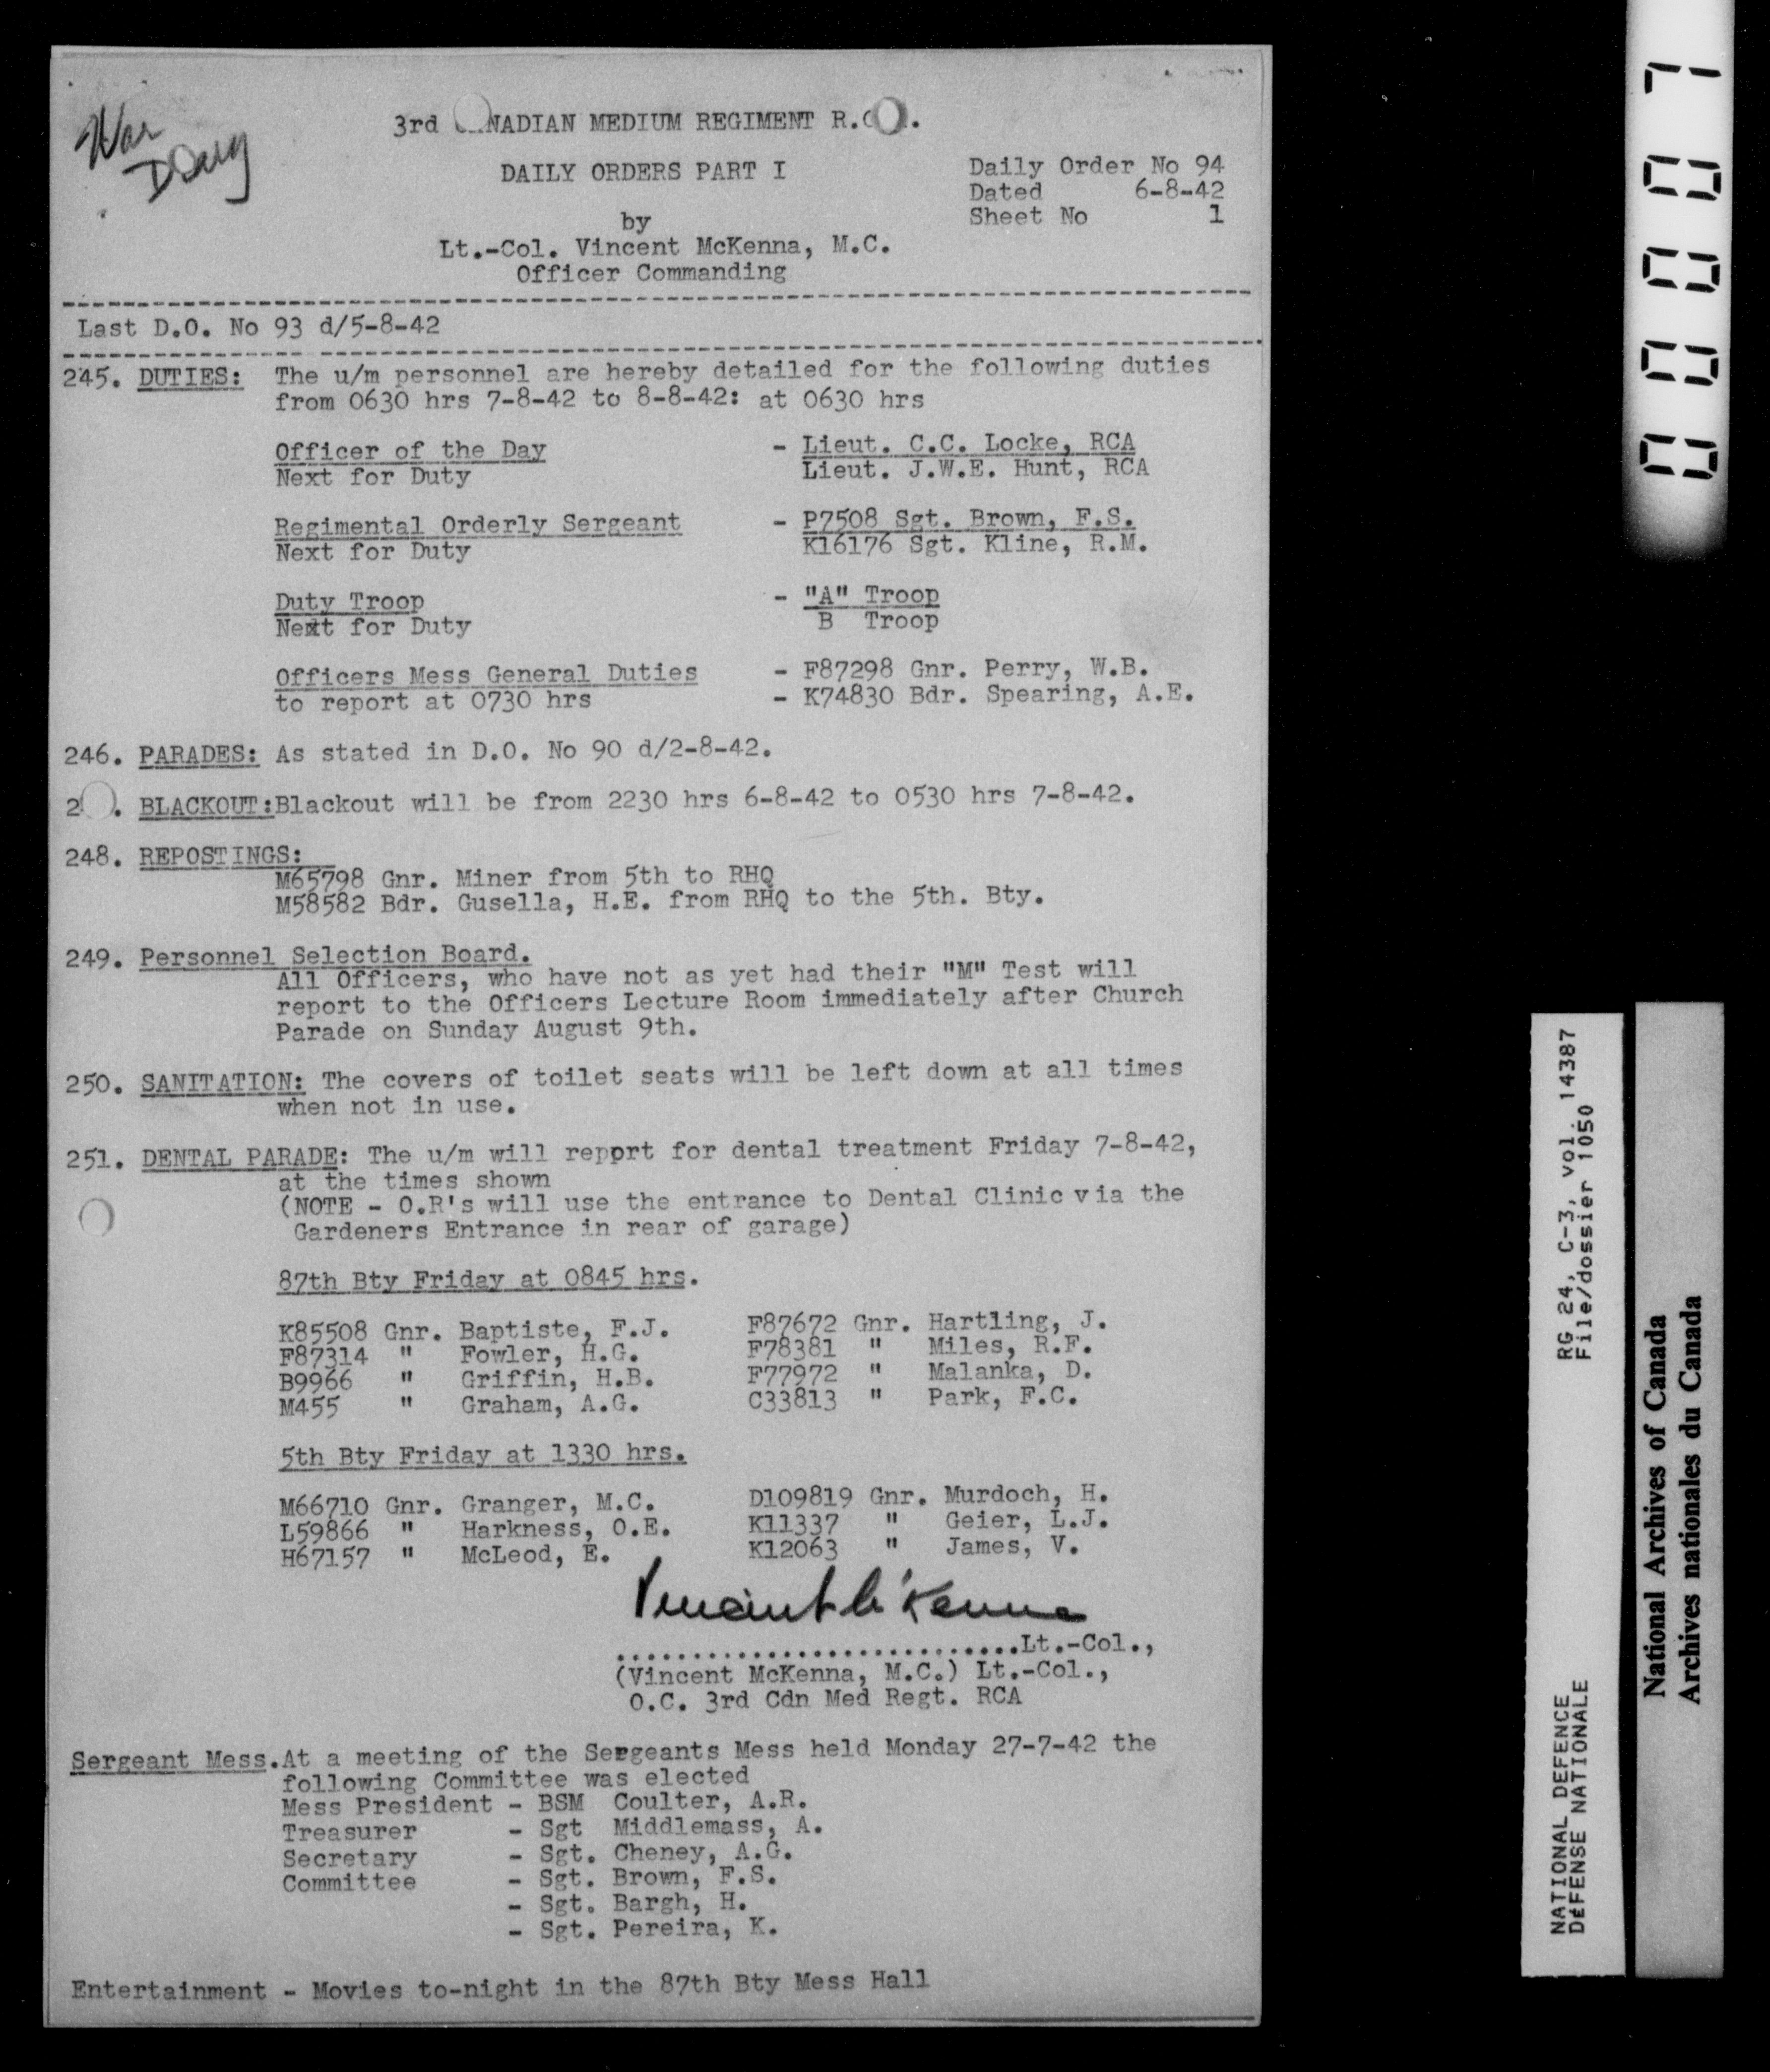 War
Diary
3rd CANADIAN MEDIUM REGIMENT R.C.A.
DAILY ORDERS PART I
Daily Order No 94
Dated 6-8-42
Sheet No 1
by
Lt.-Col. Vincent McKenna, M.C.
Officer Commanding
Last D.O. No 93 d/5-8-42
245. DUTIES: The u/m personnel are hereby detailed for the following duties
from 0630 hrs 7-8-42 to 8-8-42: at 0630 hrs
Officer of the Day - Lieut. C.C. Locke, RCA
Next for Duty Lieut. J.W.E. Hunt, RCA
Regimental Orderly Sergeant - P7508 Sgt. Brown, F.S.
Next for Duty K16176 Sgt. Kline, R.M.
Duty Troop - "A" Troop
Next for Duty B Troop
Officers Mess General Duties - F87298 Gnr. Perry, W.B.
to report at 0730 hrs - K74830 Bdr. Spearing, A.E.
246. PARADES: As stated in D.O. No 90 d/2-8-42.
2 . BLACKOUT:Blackout will be from 2230 hrs 6-8-42 to 0530 hrs 7-8-42.
248. REPOSTINGS:
M65798 Gnr. Miner from 5th to RHQ
M58582 Bdr. Gusella, H.E. from RHQ to the 5th. Bty.
249. Personnel Selection Board.
All Officers, who have not as yet had their "M" Test will
report to the Officers Lecture Room immediately after Church
Parade on Sunday August 9th.
250. SANITATION: The covers of toilet seats will be left down at all times
when not in use.
251. DENTAL PARADE: The u/m will report for dental treatment Friday 7-8-42,
at the times shown
(NOTE - O.R's will use the entrance to Dental Clinic via the
Gardeners Entrance in rear of garage)
87th Bty Friday at 0845 hrs.
K85508 Gnr. Baptiste, F.J. F87672 Gnr. Hartling, J.
F87314 " Fowler, H.G. F78381 " Miles, R.F.
B9966 " Griffin, H.B. F77972 " Malanka, D.
M455 " Graham, A.G. C33813 " Park, F.C.
5th Bty Friday at 1330 hrs.
M66710 Gnr. Granger, M.C. D109819 Gnr. Murdoch, H.
L59866 " Harkness, O.E. K11337 " Geier, L.J.
H67157 " McLeod, E. K12063 " James, V.
Vincent McKenna
..........................Lt.-Col.,
(Vincent McKenna, M.C.) Lt.-Col.,
O.C. 3rd Cdn Med Regt. RCA
Sergeant Mess.At a meeting of the Sergeants Mess held Monday 27-7-42 the
following Committee was elected
Mess President - BSM Coulter, A.R.
Treasurer - Sgt Middlemass, A.
Secretary - Sgt. Cheney, A.G.
Committee - Sgt. Brown, F.S.
- Sgt. Bargh, H.
- Sgt. Pereira, K.
Entertainment - Movies to-night in the 87th Bty Mess Hall
00007
RG 24, C-3, vol. 14387
File/dossier 1050
NATIONAL DEFENCE
DÉFENSE NATIONALE
National Archives of Canada
Archives nationales du Canada